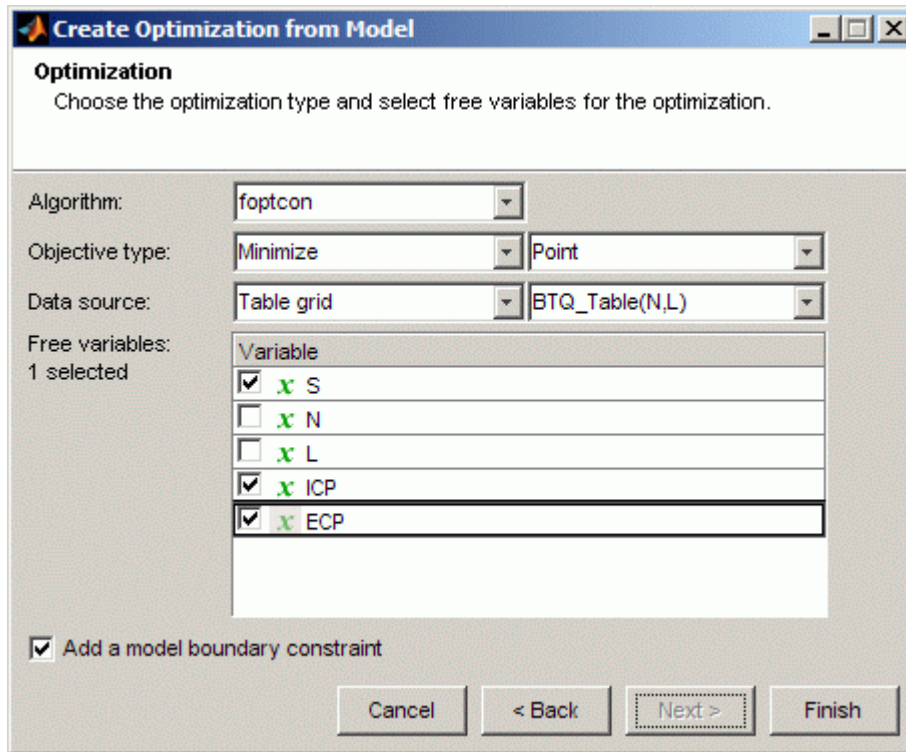 Create Optimization from Model
Optimization
Choose the optimization type and select free variables for the optimization.
Algorithm: foptcon
Objective type: Minimize Point
Data source: Table grid BTQ_Table(N,L)
Free variables: Variable
1 selected
x S
x N
x L
x ICP
x ECP
Add a model boundary constraint
Cancel < Back Next > Finish